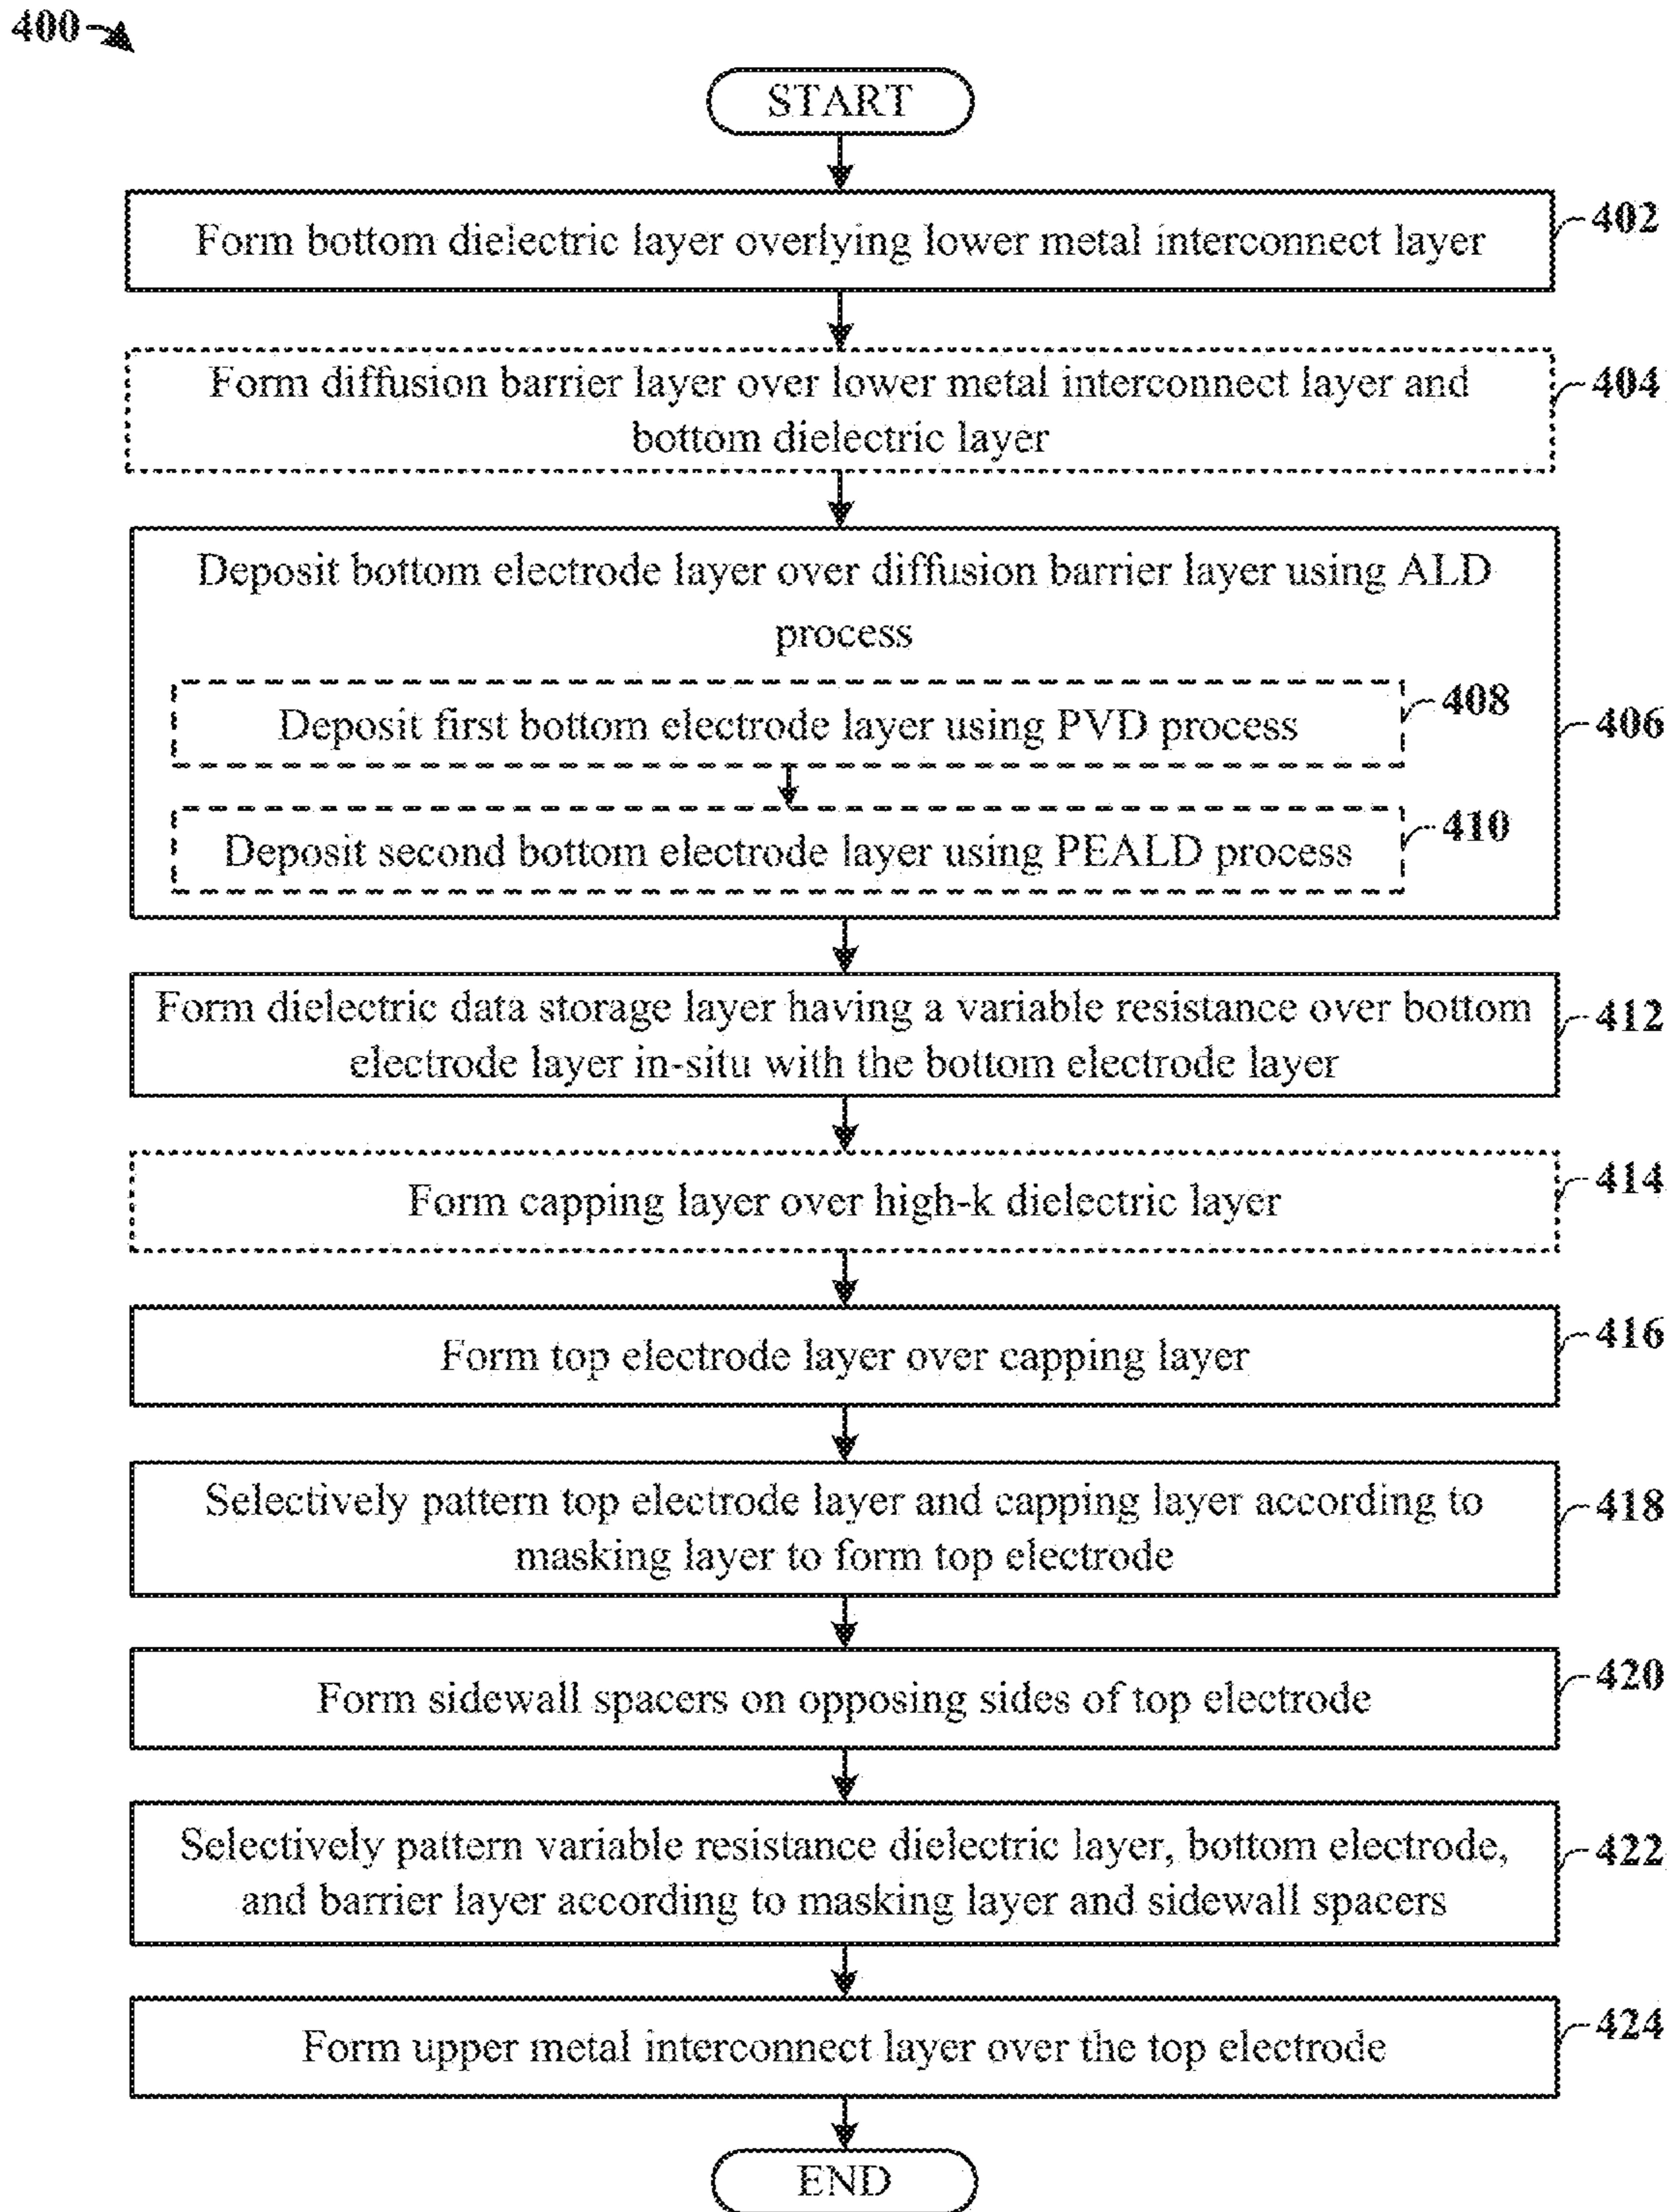 400
START
Form bottom dielectric layer overlying lower metal interconnect layer
402
Form diffusion barrier layer over lower metal interconnect layer and
bottom dielectric layer
404
Deposit bottom electrode layer over diffusion barrier layer using ALD
process
406
Deposit first bottom electrode layer using PVD process
408
Deposit second bottom electrode layer using PEALD process
410
Form dielectric data storage layer having a variable resistance over bottom
electrode layer in-situ with the bottom electrode layer
412
Form capping layer over high-k dielectric layer
414
Form top electrode layer over capping layer
416
Selectively pattern top electrode layer and capping layer according to
masking layer to form top electrode
418
Form sidewall spacers on opposing sides of top electrode
420
Selectively pattern variable resistance dielectric layer, bottom electrode,
and barrier layer according to masking layer and sidewall spacers
422
Form upper metal interconnect layer over the top electrode
424
END